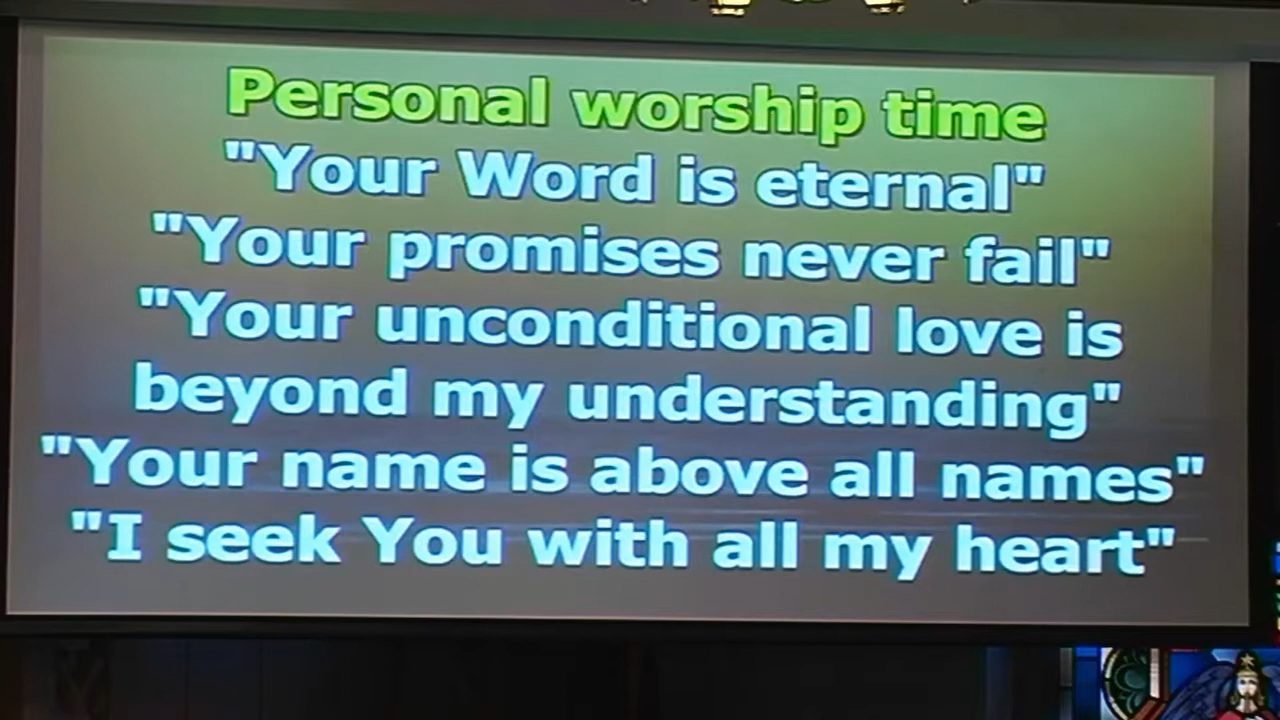 Personal worship time
"Your Word is eternal"
"Your promises never fail"
"Your unconditional love is
beyond my understanding"
"Your name is above all names"
"I seek You with all my heart"